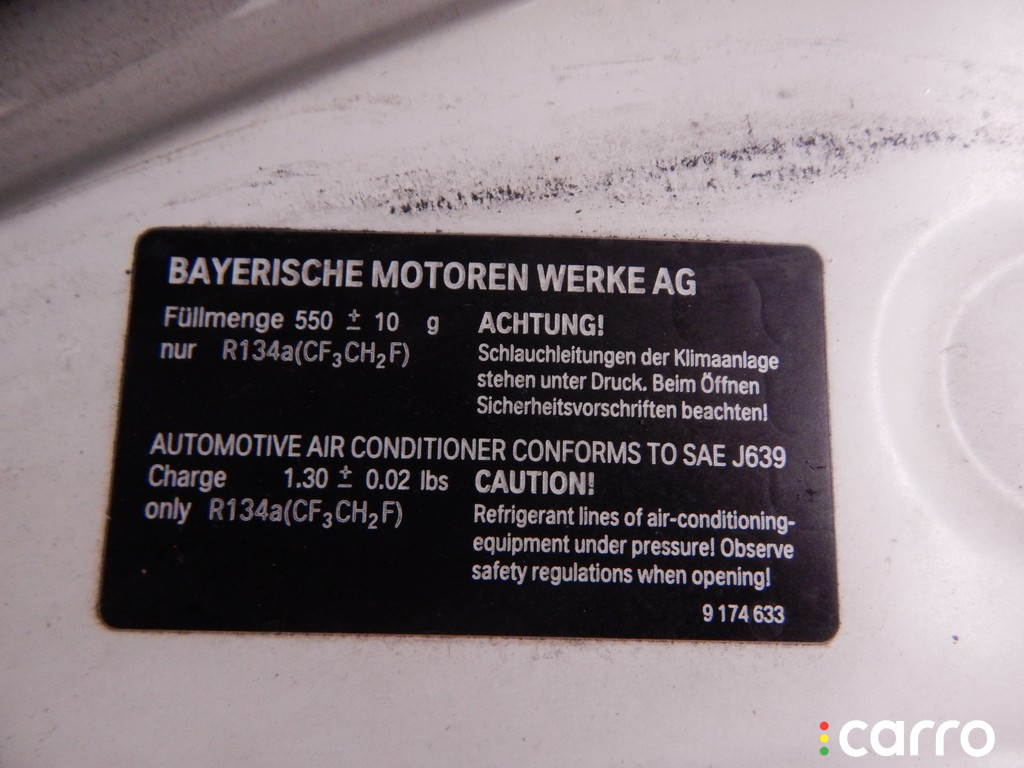 BAYERISCHE MOTOREN WERKE AG
Füllmenge 550 ± 10 g
nur R134a(CF₃CH₂F)
ACHTUNG!
Schlauchleitungen der Klimaanlage
stehen unter Druck. Beim Öffnen
Sicherheitsvorschriften beachten!
AUTOMOTIVE AIR CONDITIONER CONFORMS TO SAE J639
Charge 1.30 ± 0.02 lbs
only R134a(CF₃CH₂F)
CAUTION!
Refrigerant lines of air-conditioning-
equipment under pressure! Observe
safety regulations when opening!
9 174 633
carro